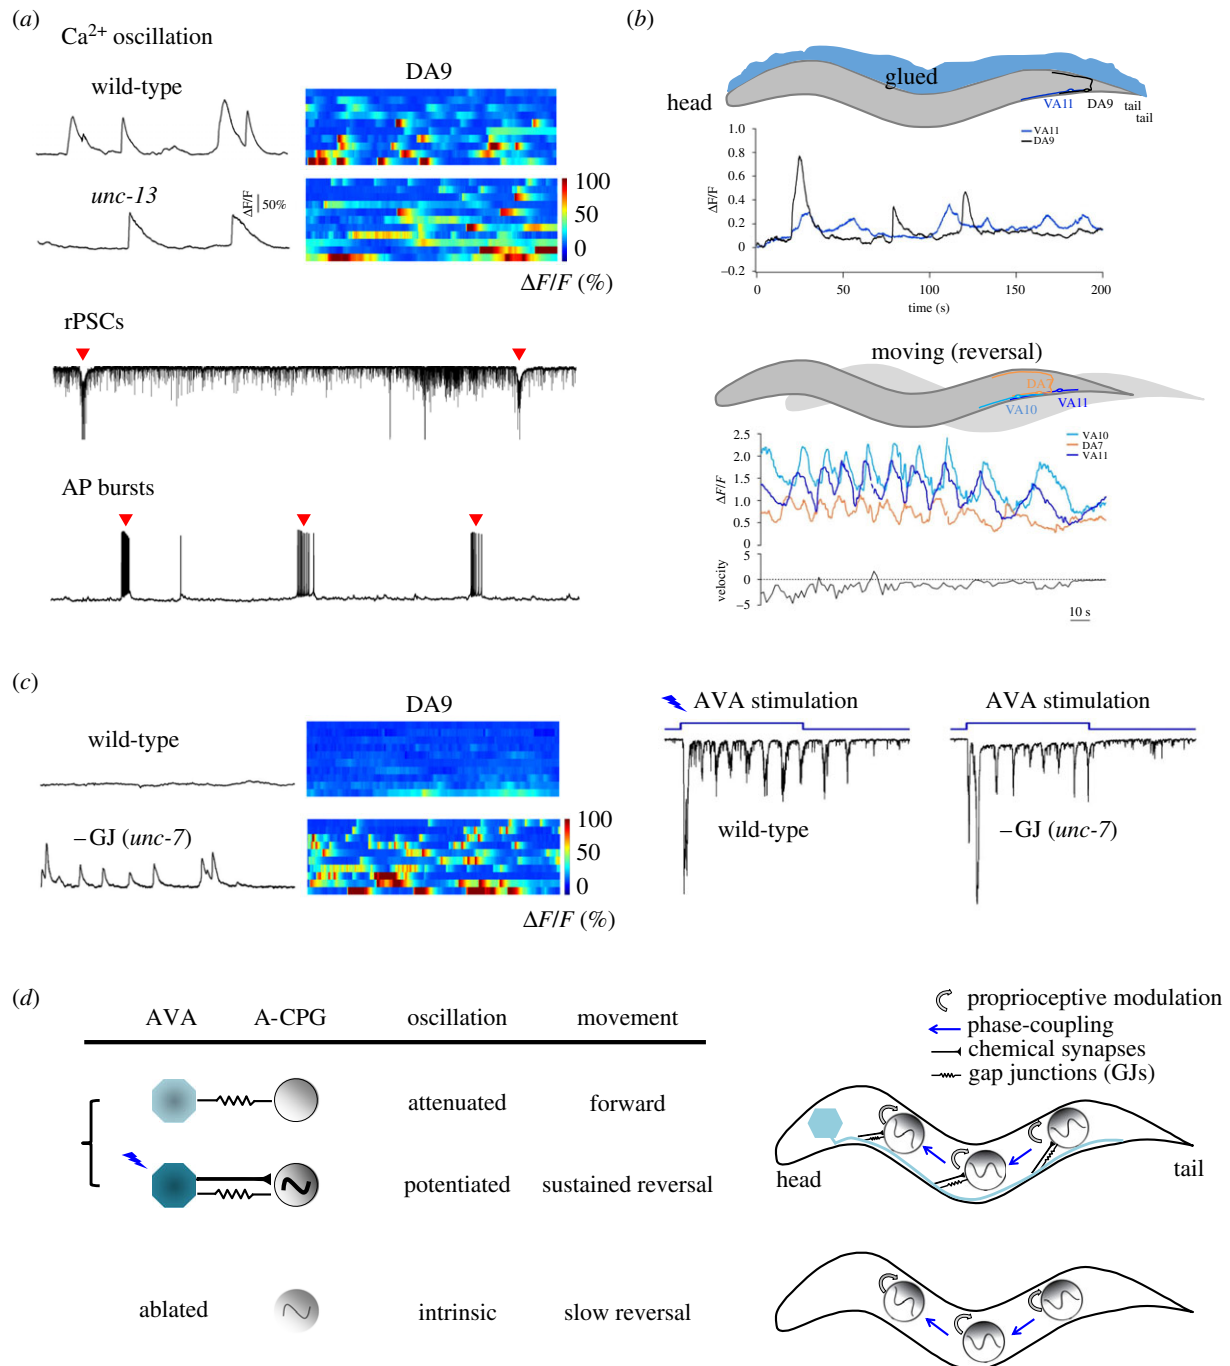 (a)
Ca2+ oscillation
wild-type
DA9
unc-13
ΔF/F
50%
100
50
0
ΔF/F (%)
rPSCs
AP bursts
(b)
glued
head
VA11
DA9
tail
tail
VA11
DA9
1.0
0.8
0.6
0.4
0.2
0
−0.2
ΔF/F
0
50
100
150
200
time (s)
moving (reversal)
DA7
VA10
VA11
VA10
DA7
VA11
2.5
2.0
1.5
1.0
0.5
0
ΔF/F
5
0
−5
velocity
10 s
(c)
DA9
wild-type
–GJ (unc-7)
100
50
0
ΔF/F (%)
AVA stimulation
wild-type
AVA stimulation
–GJ (unc-7)
(d)
AVA A-CPG oscillation movement
attenuated forward
potentiated sustained reversal
ablated intrinsic slow reversal
proprioceptive modulation
phase-coupling
chemical synapses
gap junctions (GJs)
head
tail